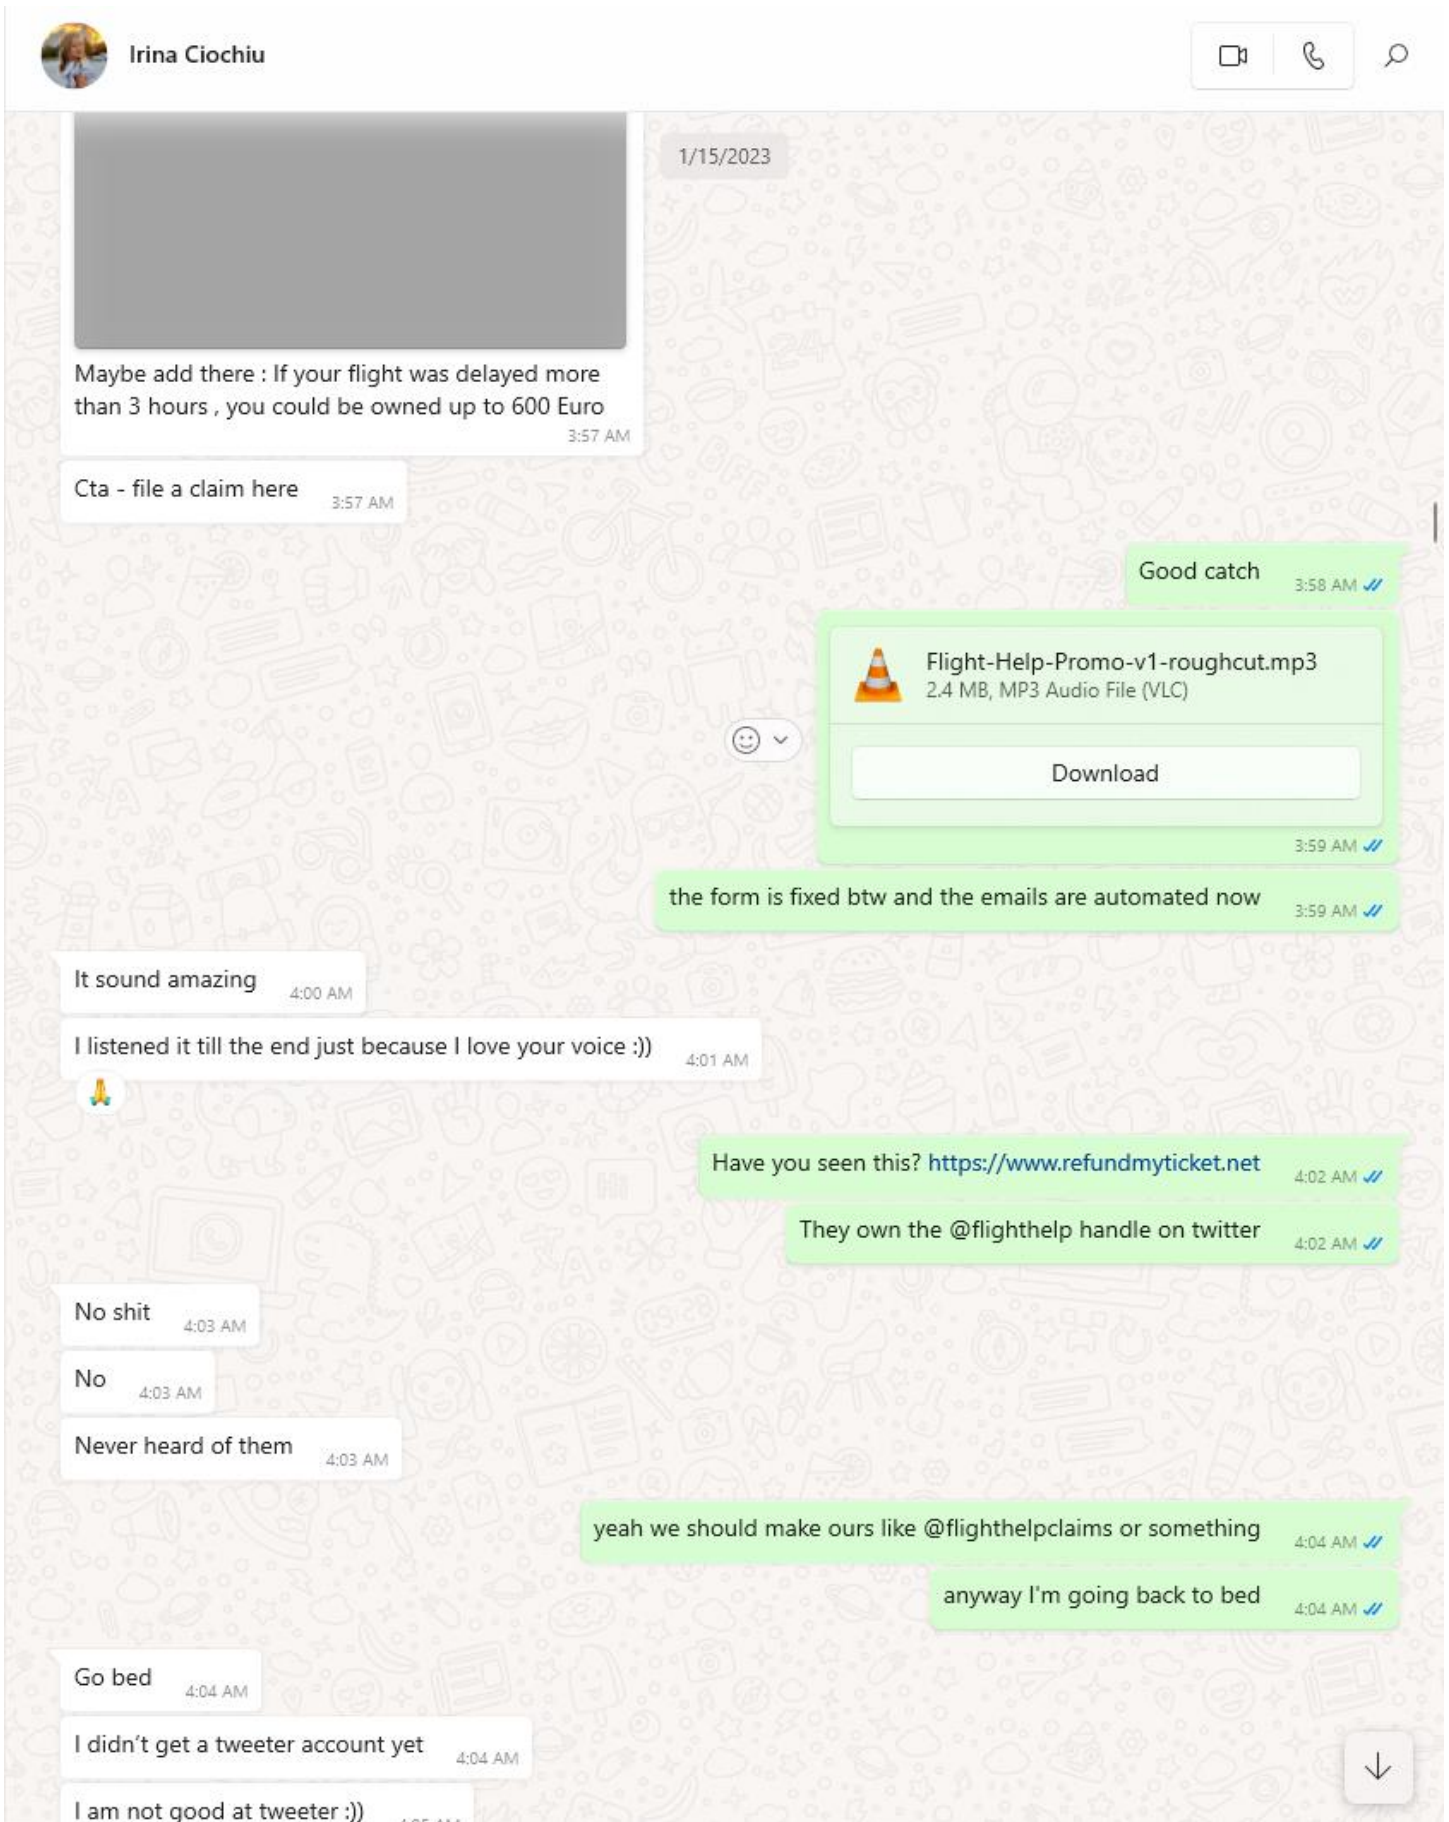 Irina Ciochiu
1/15/2023
Maybe add there : If your flight was delayed more
than 3 hours , you could be owned up to 600 Euro
3:57 AM
Cta - file a claim here 3:57 AM
Good catch 3:58 AM
Flight-Help-Promo-v1-roughcut.mp3
2.4 MB, MP3 Audio File (VLC)
Download
3:59 AM
the form is fixed btw and the emails are automated now 3:59 AM
It sound amazing 4:00 AM
I listened it till the end just because I love your voice :)) 4:01 AM
Have you seen this? https://www.refundmyticket.net 4:02 AM
They own the @flighthelp handle on twitter 4:02 AM
No shit 4:03 AM
No 4:03 AM
Never heard of them 4:03 AM
yeah we should make ours like @flighthelpclaims or something 4:04 AM
anyway I'm going back to bed 4:04 AM
Go bed 4:04 AM
I didn't get a tweeter account yet 4:04 AM
I am not good at tweeter :))